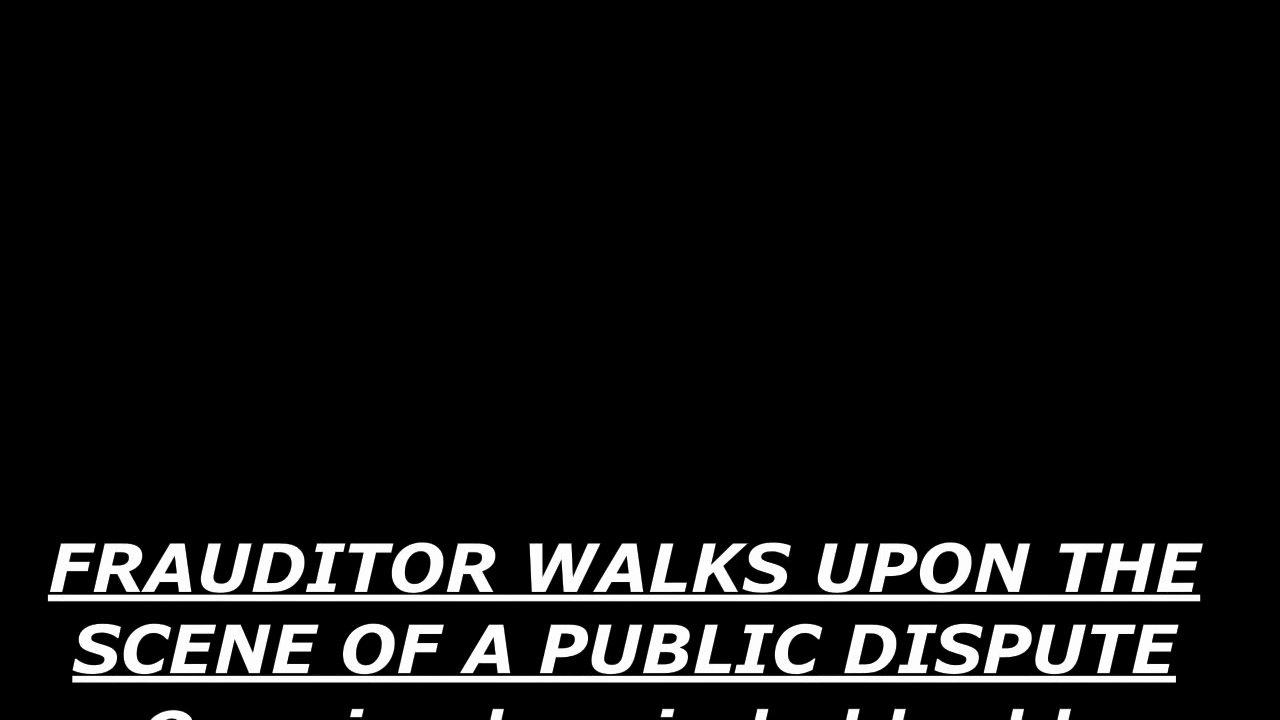 FRAUDITOR WALKS UPON THE
SCENE OF A PUBLIC DISPUTE